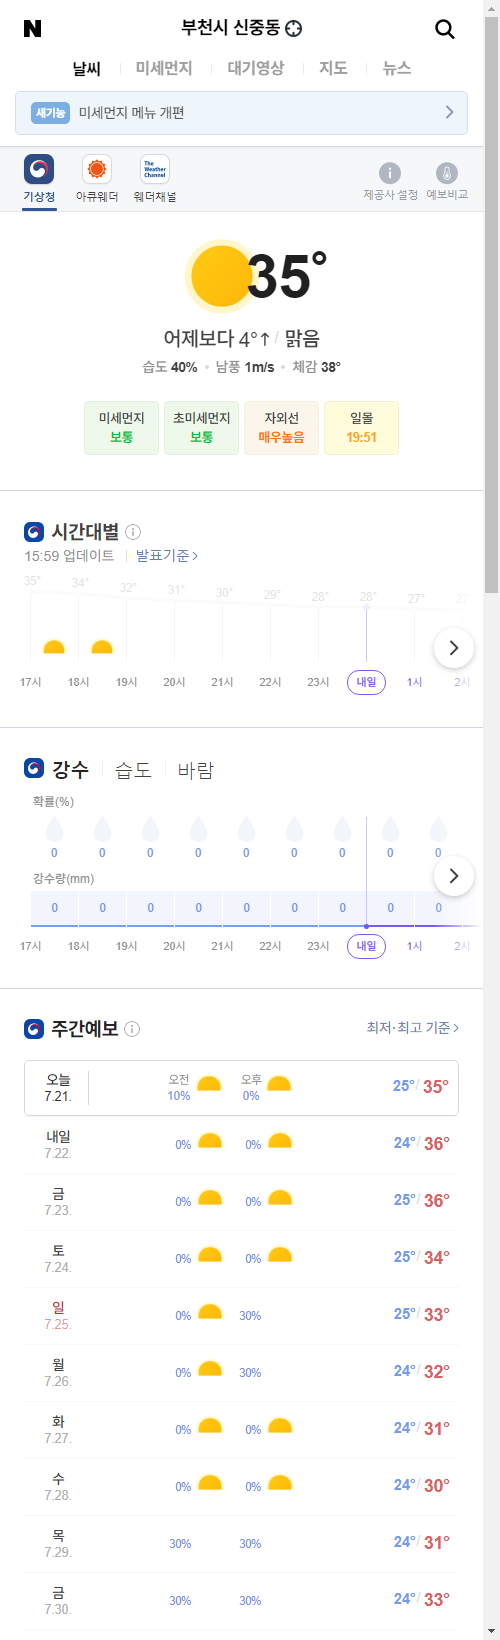 N 부천시 신중동
날씨 미세먼지 대기영상 지도 뉴스
새기능 미세먼지 메뉴 개편
The Weather Channel
기상청 아큐웨더 웨더채널 제공사 설정 예보비교
35°
어제보다 4°↑ / 맑음
습도 40% • 남풍 1m/s • 체감 38°
미세먼지 초미세먼지 자외선 일몰
보통 보통 매우높음 19:51
시간대별
15:59 업데이트 발표기준 >
35° 34° 32° 31° 30° 29° 28° 28° 27° 27°
17시 18시 19시 20시 21시 22시 23시 내일 1시 2시
강수 습도 바람
확률(%)
0 0 0 0 0 0 0 0 0
강수량(mm)
0 0 0 0 0 0 0 0 0
17시 18시 19시 20시 21시 22시 23시 내일 1시 2시
주간예보 최저·최고 기준 >
오늘 오전 오후
7.21. 10% 0% 25°/ 35°
내일
7.22. 0% 0% 24°/ 36°
금
7.23. 0% 0% 25°/ 36°
토
7.24. 0% 0% 25°/ 34°
일
7.25. 0% 30% 25°/ 33°
월
7.26. 0% 30% 24°/ 32°
화
7.27. 0% 0% 24°/ 31°
수
7.28. 0% 0% 24°/ 30°
목
7.29. 30% 30% 24°/ 31°
금
7.30. 30% 30% 24°/ 33°